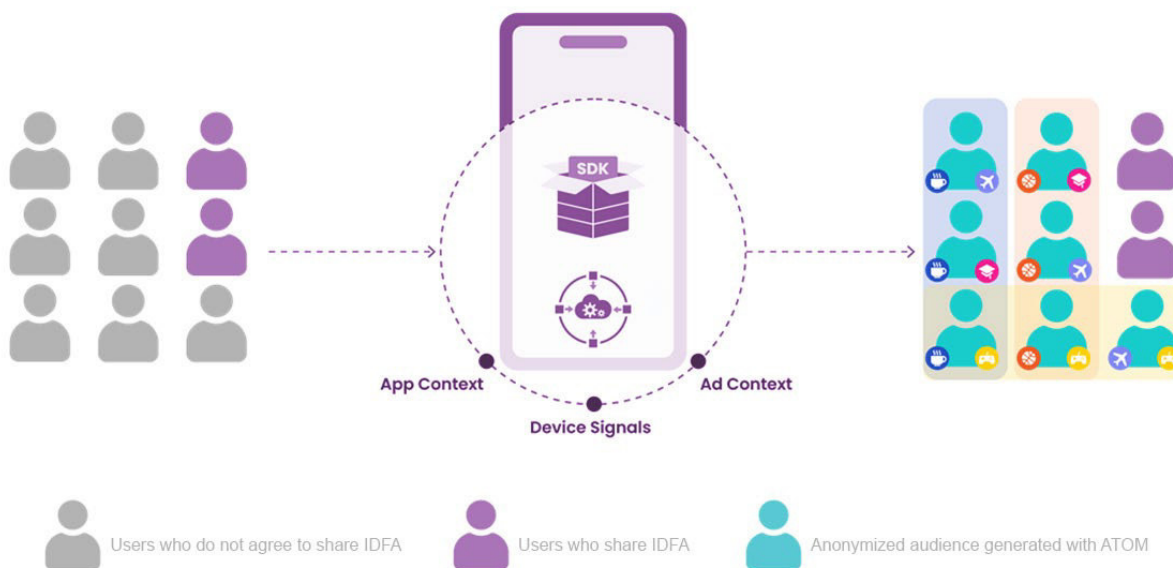 SDK
App Context
Ad Context
Device Signals
Users who do not agree to share IDFA
Users who share IDFA
Anonymized audience generated with ATOM